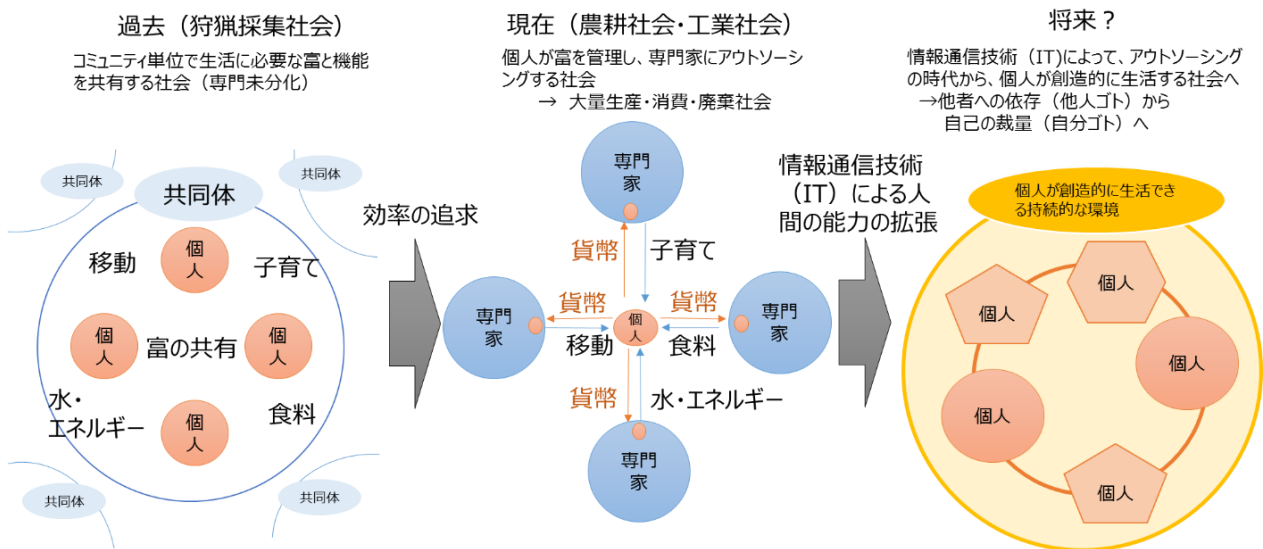 過去（狩猟採集社会）
コミュニティ単位で生活に必要な富と機能
を共有する社会（専門未分化）
共同体
共同体
共同体
移動
個
人
子育て
個
人
富の共有
個
人
水・
エネルギー
個
人
食料
共同体
共同体
効率の追求
現在（農耕社会・工業社会）
個人が富を管理し、専門家にアウトソーシ
ングする社会
→ 大量生産・消費・廃棄社会
専門
家
貨幣
子育て
専門
家
貨幣
移動
個
人
貨幣
食料
専門
家
貨幣
水・エネルギー
専門
家
情報通信技術
（IT）による人
間の能力の拡張
将来？
情報通信技術（IT)によって、アウトソーシング
の時代から、個人が創造的に生活する社会へ
→他者への依存（他人ゴト）から
自己の裁量（自分ゴト）へ
個人が創造的に生活でき
る持続的な環境
個人
個人
個人
個人
個人